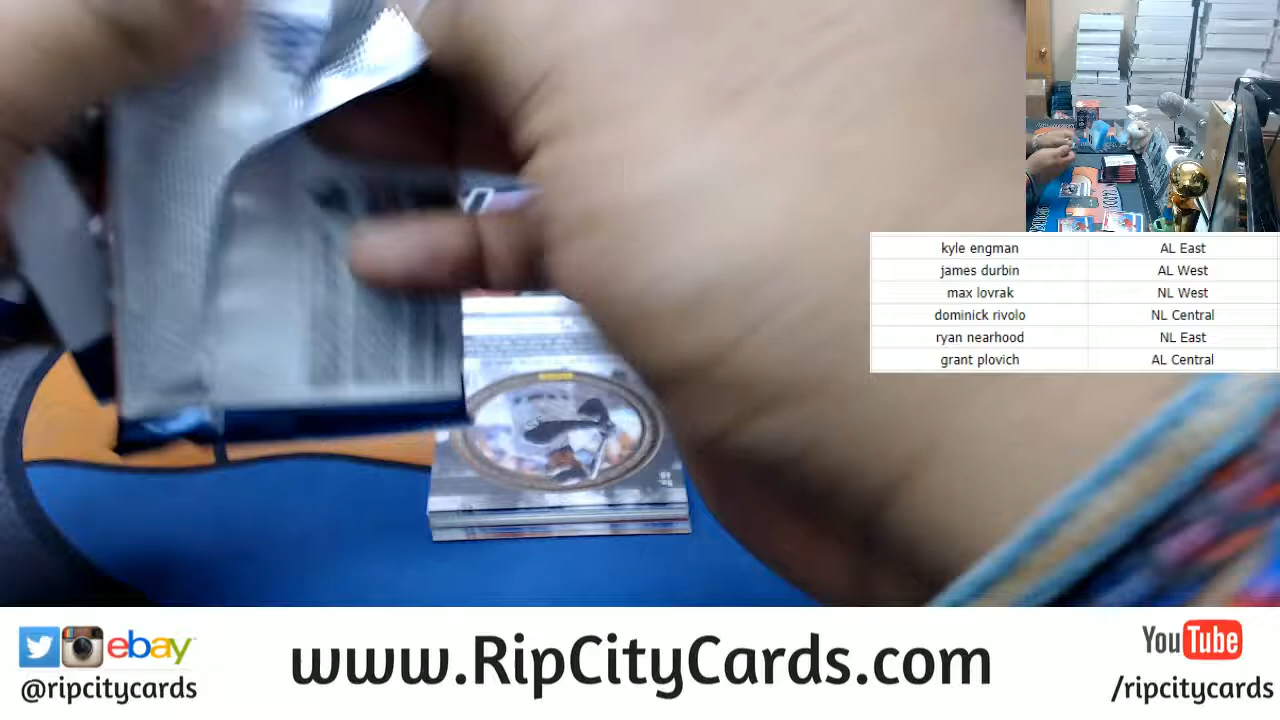 kyle engman AL East
james durbin AL West
max lovrak NL West
dominick rivolo NL Central
ryan nearhood NL East
grant plovich AL Central
ebay
@ripcitycards
www.RipCityCards.com
YouTube
/ripcitycards